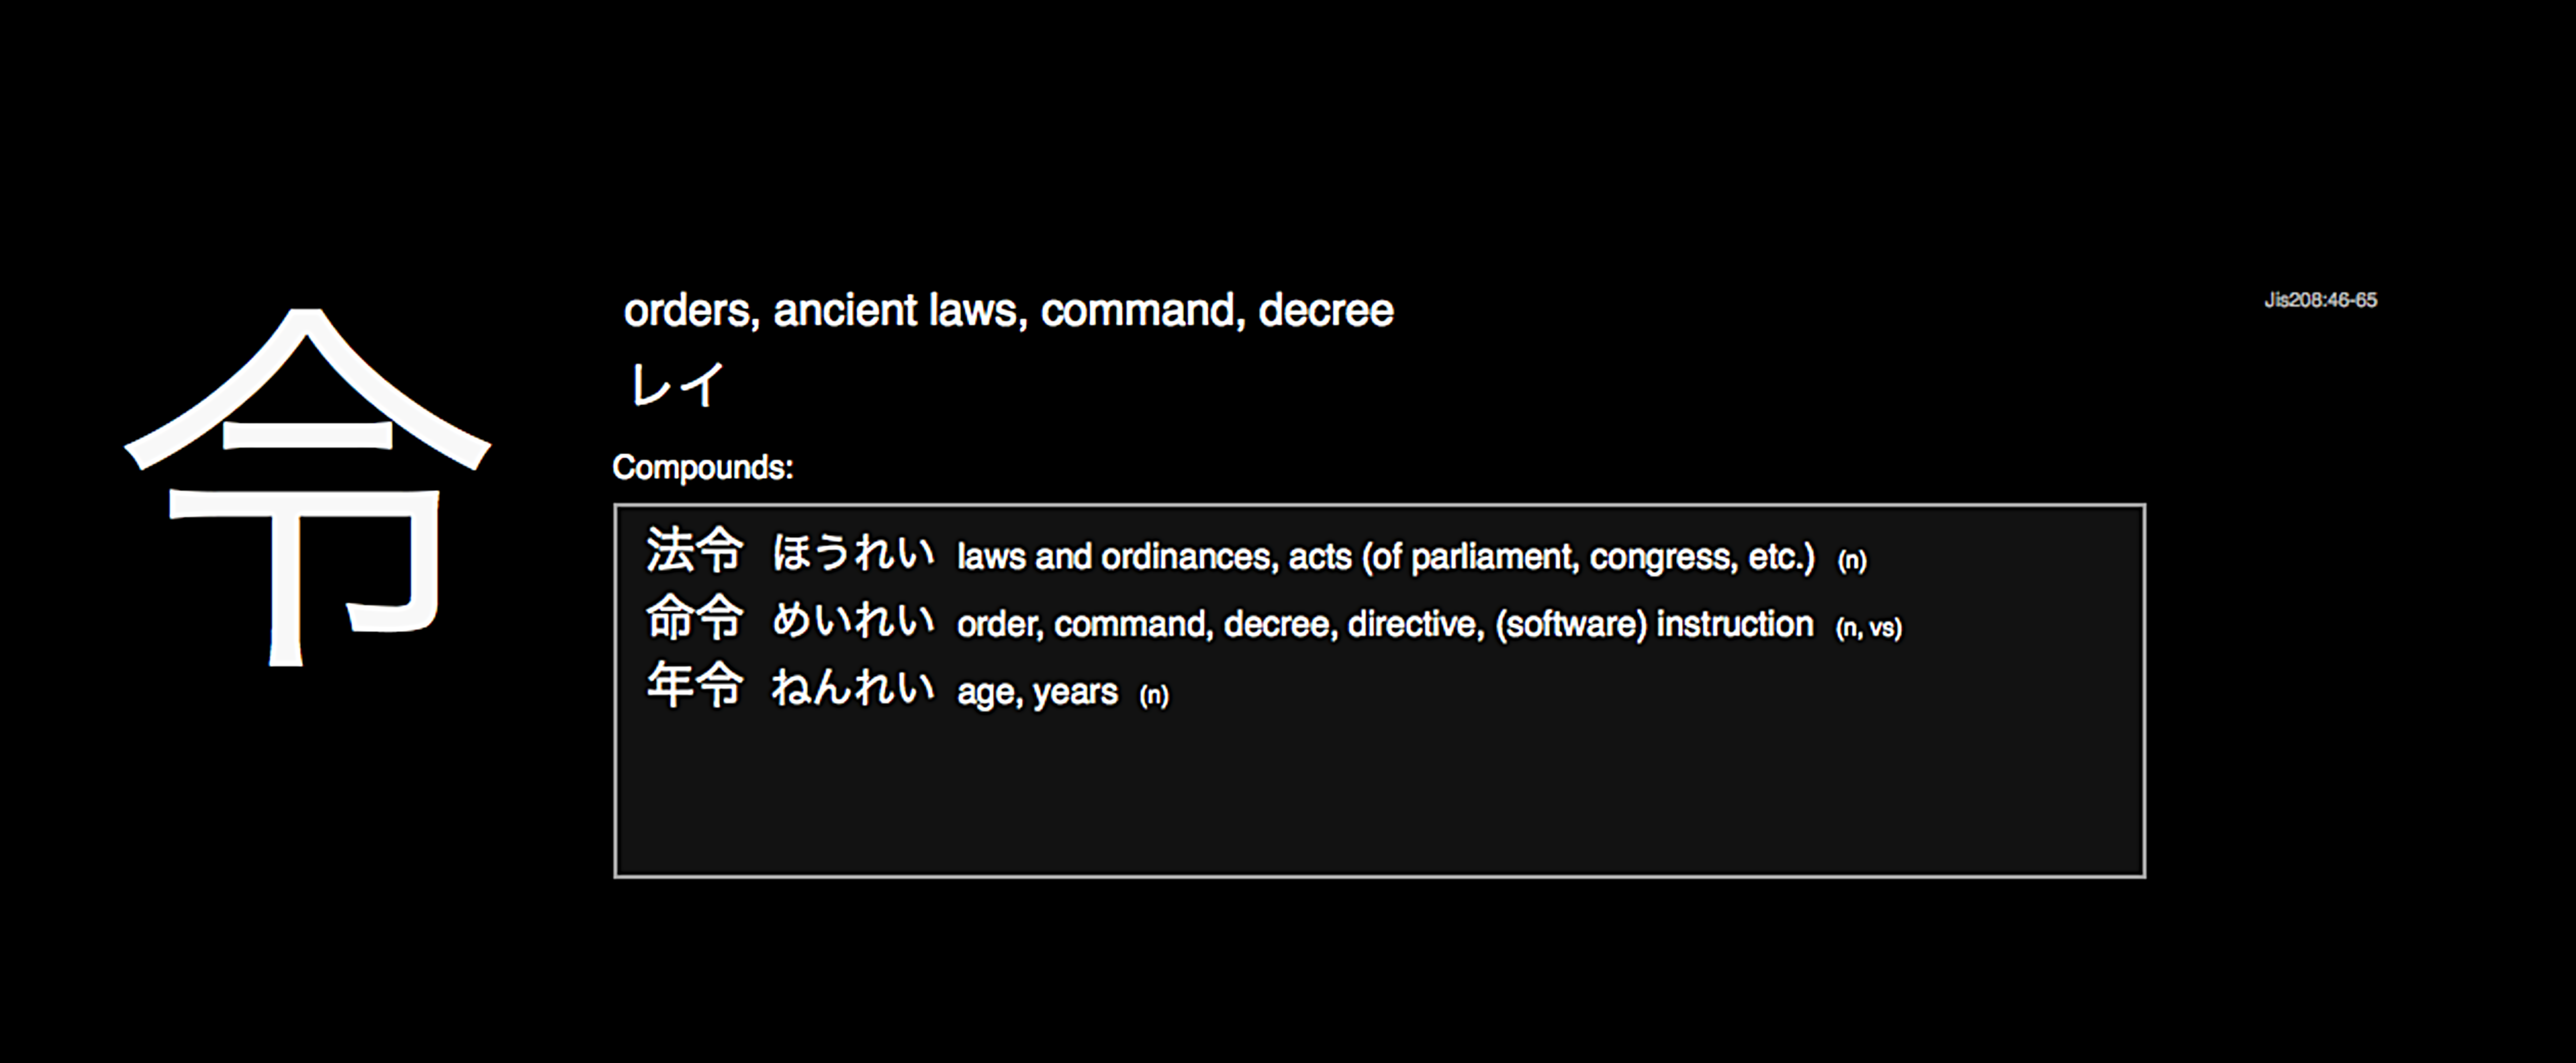 令
orders, ancient laws, command, decree
Jis208:46-65
レイ
Compounds:
法令 ほうれい laws and ordinances, acts (of parliament, congress, etc.) (n)
命令 めいれい order, command, decree, directive, (software) instruction (n, vs)
年令 ねんれい age, years (n)